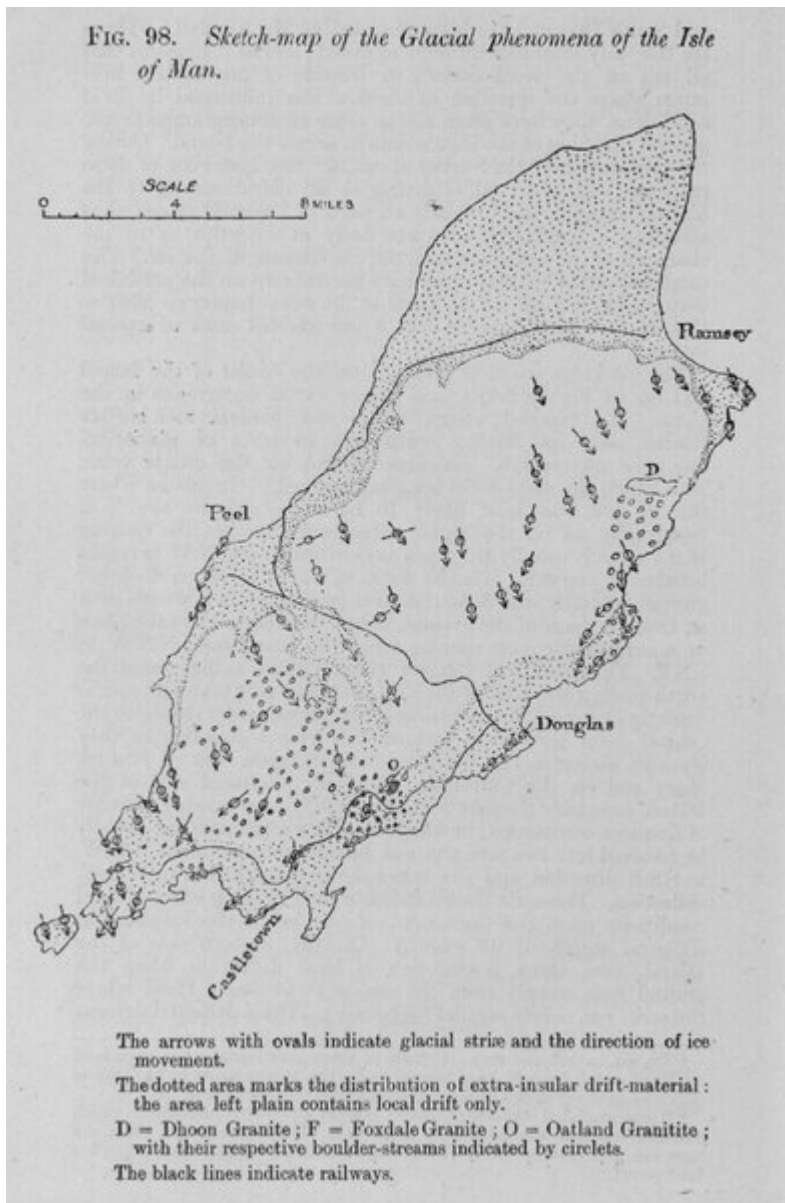 FIG. 98. Sketch-map of the Glacial phenomena of the Isle
of Man.
SCALE
0 4 8 MILES
Ramsey
D
Peel
F
Douglas
O
Castletown
The arrows with ovals indicate glacial striæ and the direction of ice
movement.
The dotted area marks the distribution of extra-insular drift-material :
the area left plain contains local drift only.
D = Dhoon Granite ; F = Foxdale Granite ; O = Oatland Granitite ;
with their respective boulder-streams indicated by circlets.
The black lines indicate railways.